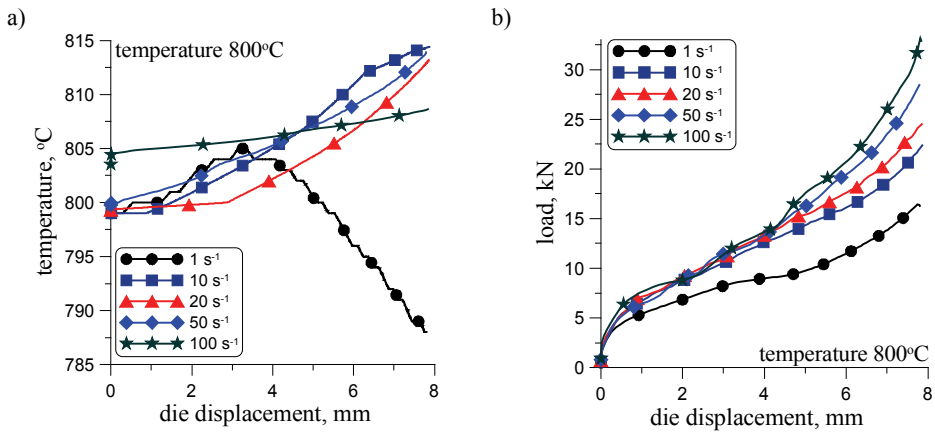 a)
temperature 800°C
815
810
805
800
795
790
785
temperature, °C
1 s⁻¹
10 s⁻¹
20 s⁻¹
50 s⁻¹
100 s⁻¹
0 2 4 6 8
die displacement, mm
b)
1 s⁻¹
10 s⁻¹
20 s⁻¹
50 s⁻¹
100 s⁻¹
30
25
20
15
10
5
0
load, kN
temperature 800°C
0 2 4 6 8
die displacement, mm